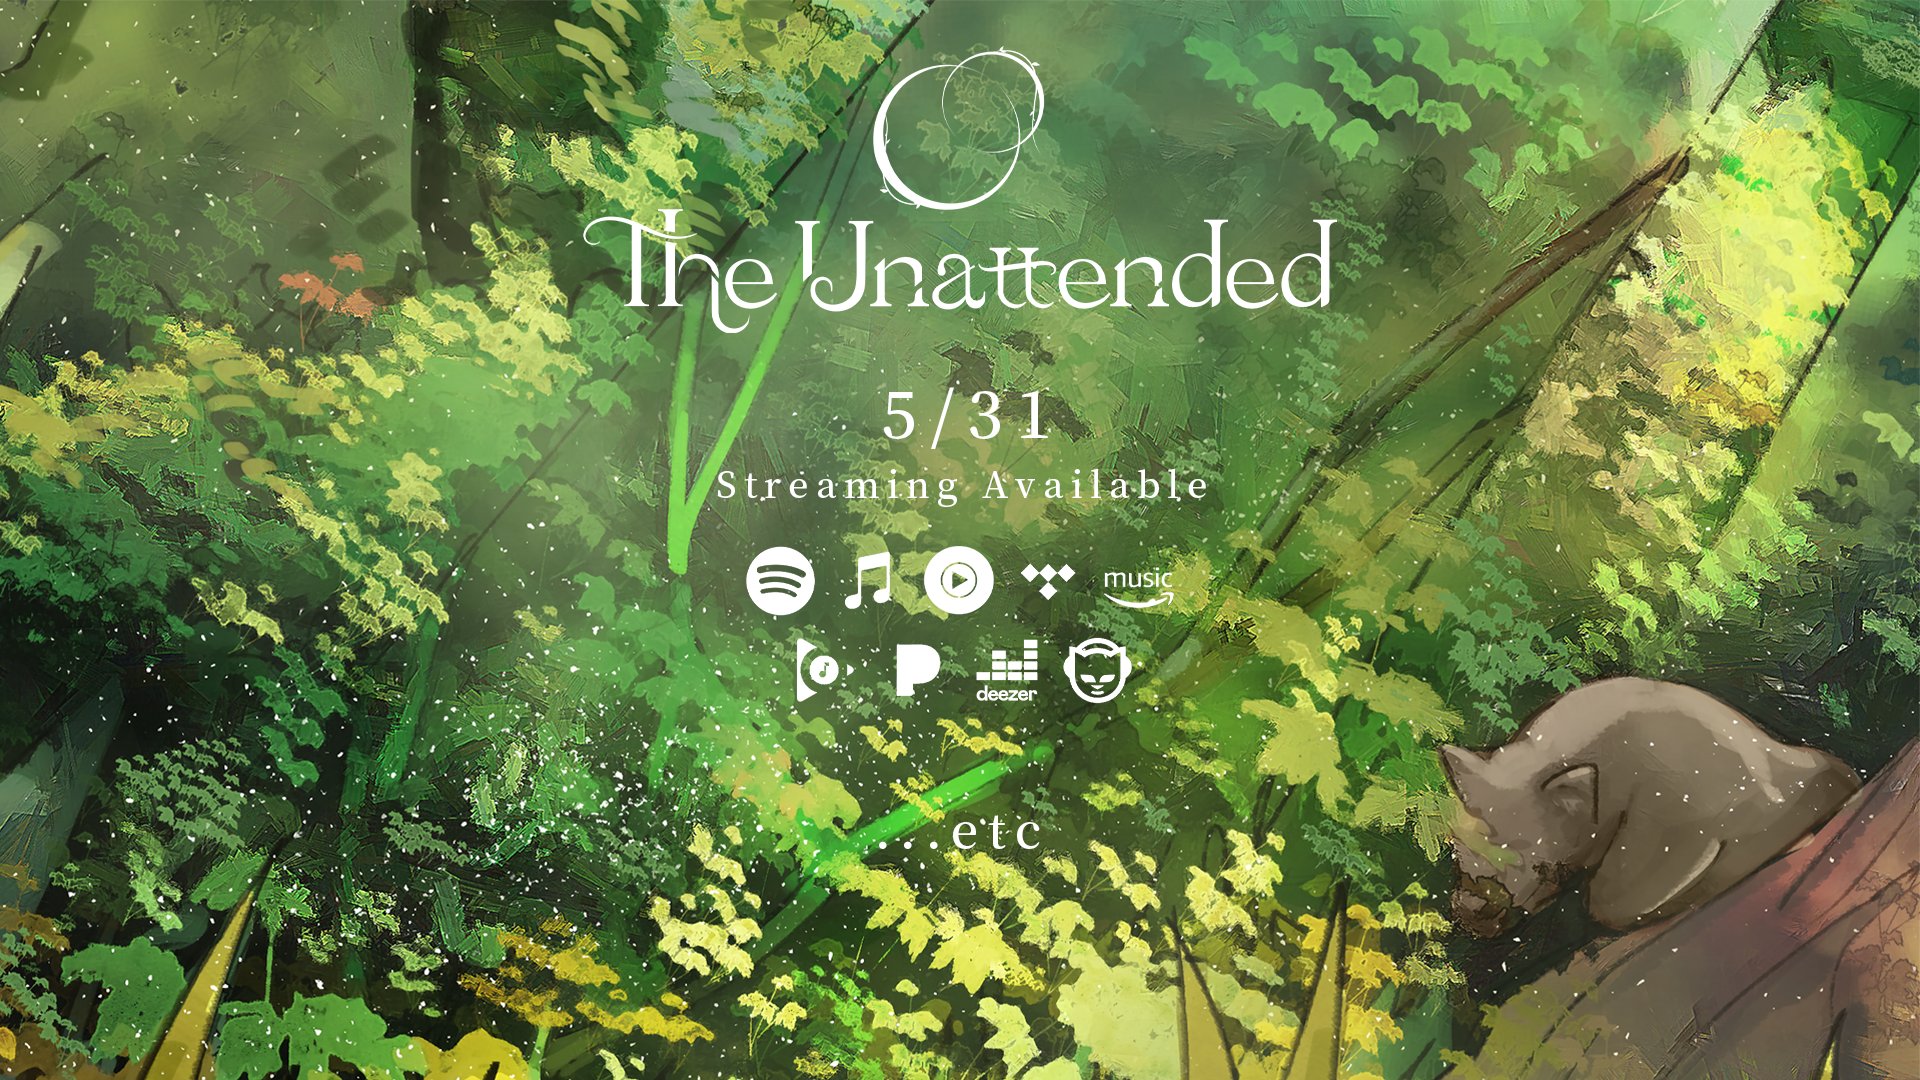 The Unattended
5/31
Streaming Available
music
deezer
...etc